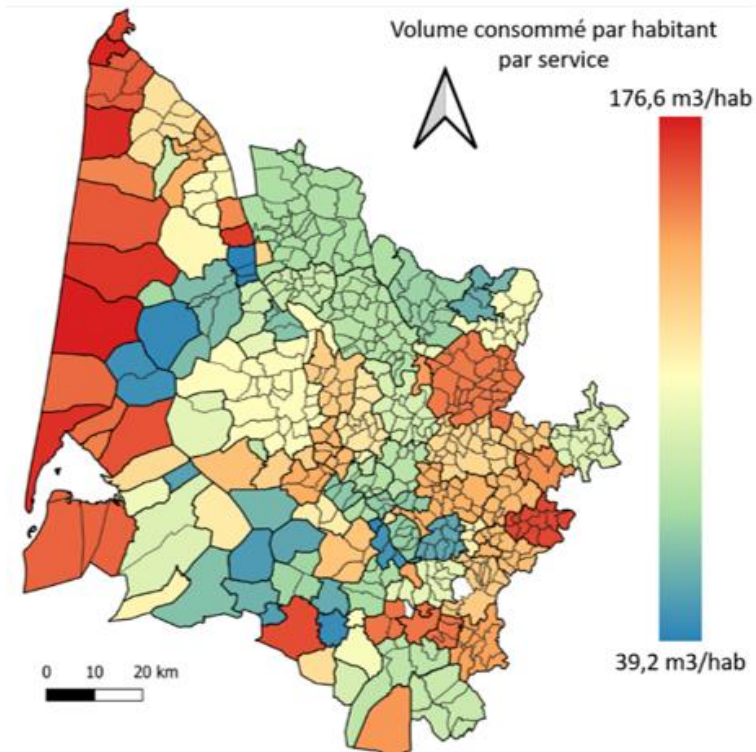 Volume consommé par habitant
par service
176,6 m3/hab
39,2 m3/hab
0 10 20 km